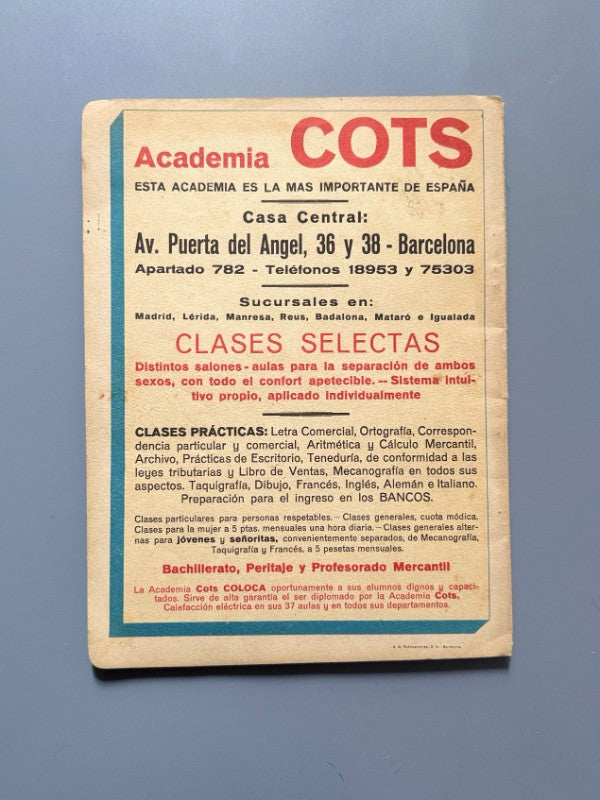 Academia COTS
ESTA ACADEMIA ES LA MAS IMPORTANTE DE ESPAÑA
Casa Central:
Av. Puerta del Angel, 36 y 38 - Barcelona
Apartado 782 - Teléfonos 18953 y 75303
Sucursales en:
Madrid, Lérida, Manresa, Reus, Badalona, Mataró e Igualada
CLASES SELECTAS
Distintos salones - aulas para la separación de ambos
sexos, con todo el confort apetecible. -- Sistema intui-
tivo propio, aplicado individualmente
CLASES PRÁCTICAS: Letra Comercial, Ortografía, Correspon-
dencia particular y comercial, Aritmética y Cálculo Mercantil,
Archivo, Prácticas de Escritorio, Teneduría, de conformidad a las
leyes tributarias y Libro de Ventas, Mecanografía en todos sus
aspectos. Taquigrafía, Dibujo, Francés, Inglés, Alemán e Italiano.
Preparación para el ingreso en los BANCOS.
Clases particulares para personas respetables. – Clases generales, cuota módica.
Clases para la mujer a 5 ptas. mensuales una hora diaria. – Clases generales alter-
nas para jóvenes y señoritas, convenientemente separados, de Mecanografía,
Taquigrafía y Francés, a 5 pesetas mensuales.
Bachillerato, Peritaje y Profesorado Mercantil
La Academia Cots COLOCA oportunamente a sus alumnos dignos y capaci-
tados. Sirve de alta garantía el ser diplomado por la Academia Cots.
Calefacción eléctrica en sus 37 aulas y en todos sus departamentos.